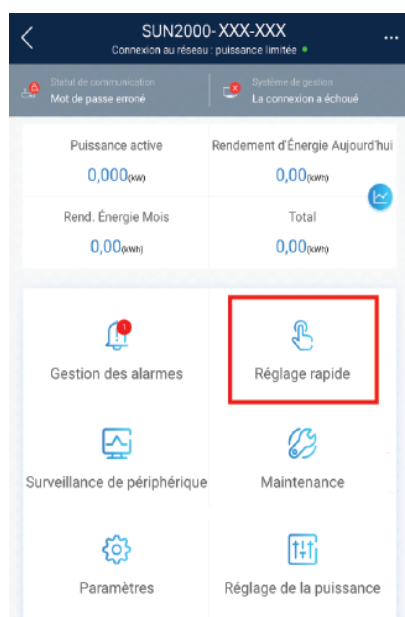 SUN2000-XXX-XXX
Connexion au réseau : puissance limitée
Statut de communication
Mot de passe erroné
Système de gestion
La connexion a échoué
Puissance active
Rendement d'Énergie Aujourd'hui
0,000(kW)
0,00(kWh)
Rend. Énergie Mois
Total
0,00(kWh)
0,00(kWh)
1
Gestion des alarmes
Réglage rapide
Surveillance de périphérique
Maintenance
Paramètres
Réglage de la puissance